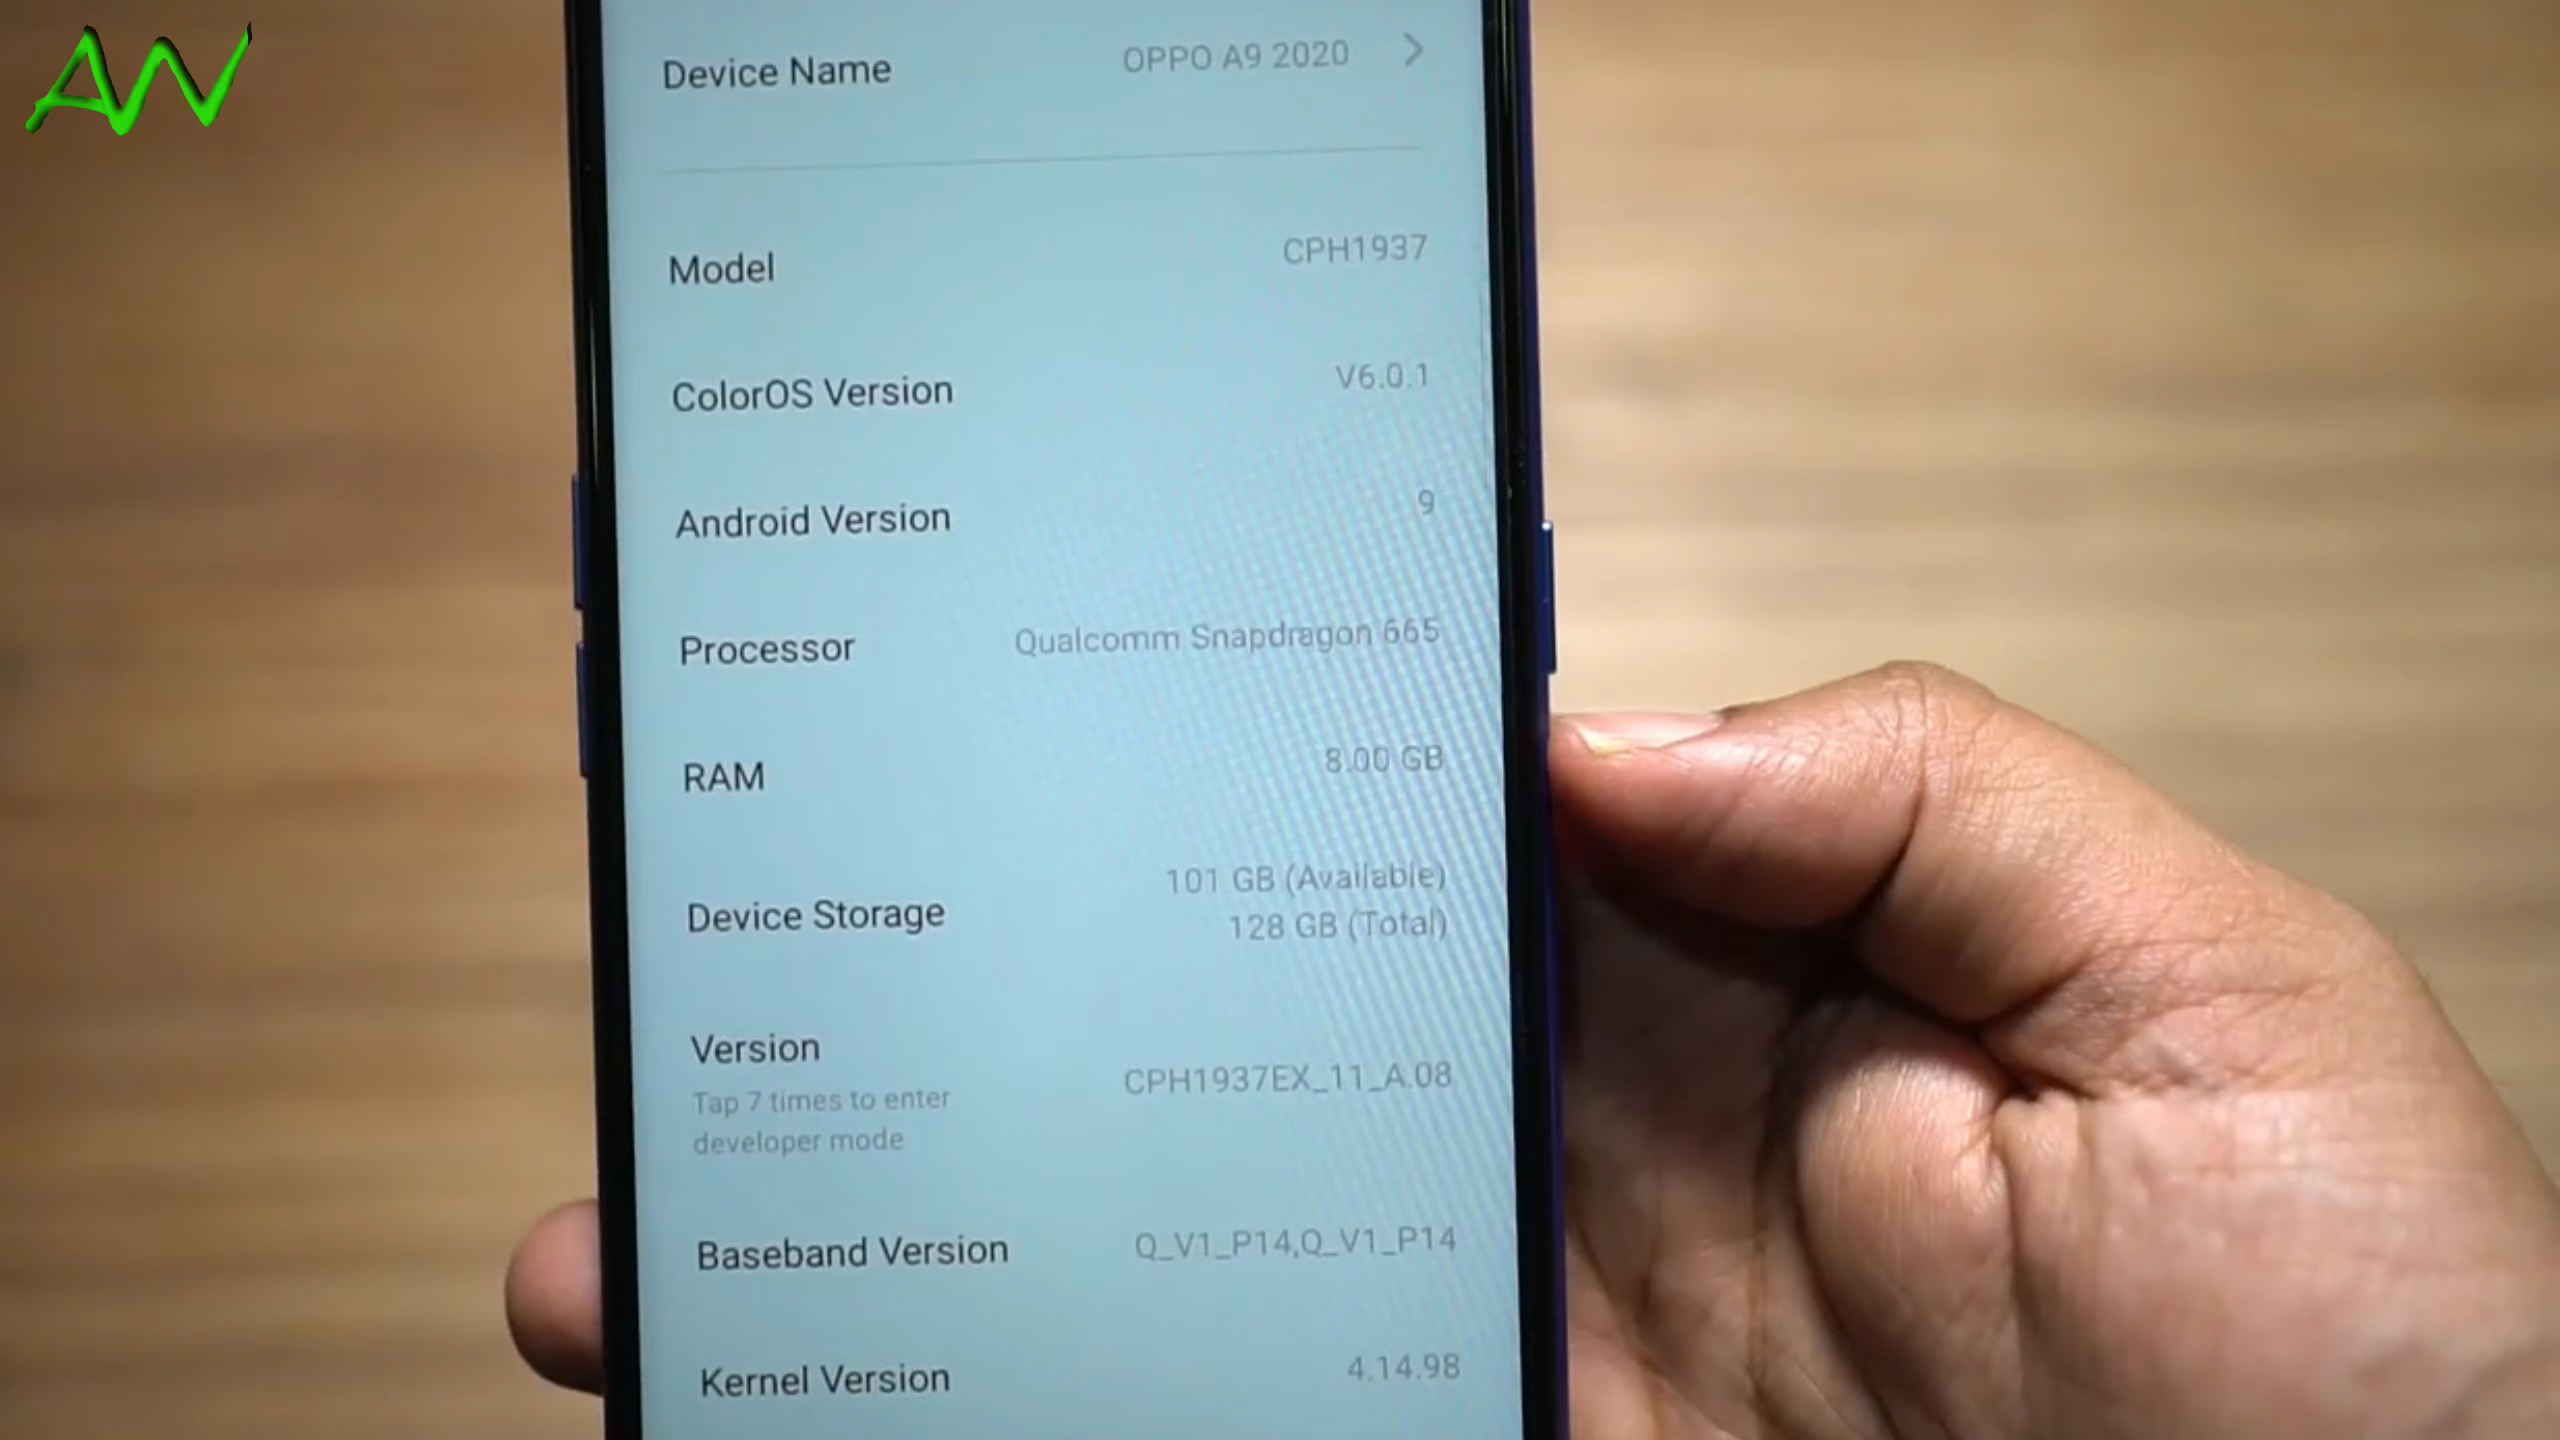 AW
Device Name OPPO A9 2020
Model CPH1937
ColorOS Version V6.0.1
Android Version 9
Processor Qualcomm Snapdragon 665
RAM 8.00 GB
Device Storage 101 GB (Available)
128 GB (Total)
Version
Tap 7 times to enter
developer mode
CPH1937EX_11_A.08
Baseband Version Q_V1_P14,Q_V1_P14
Kernel Version 4.14.98